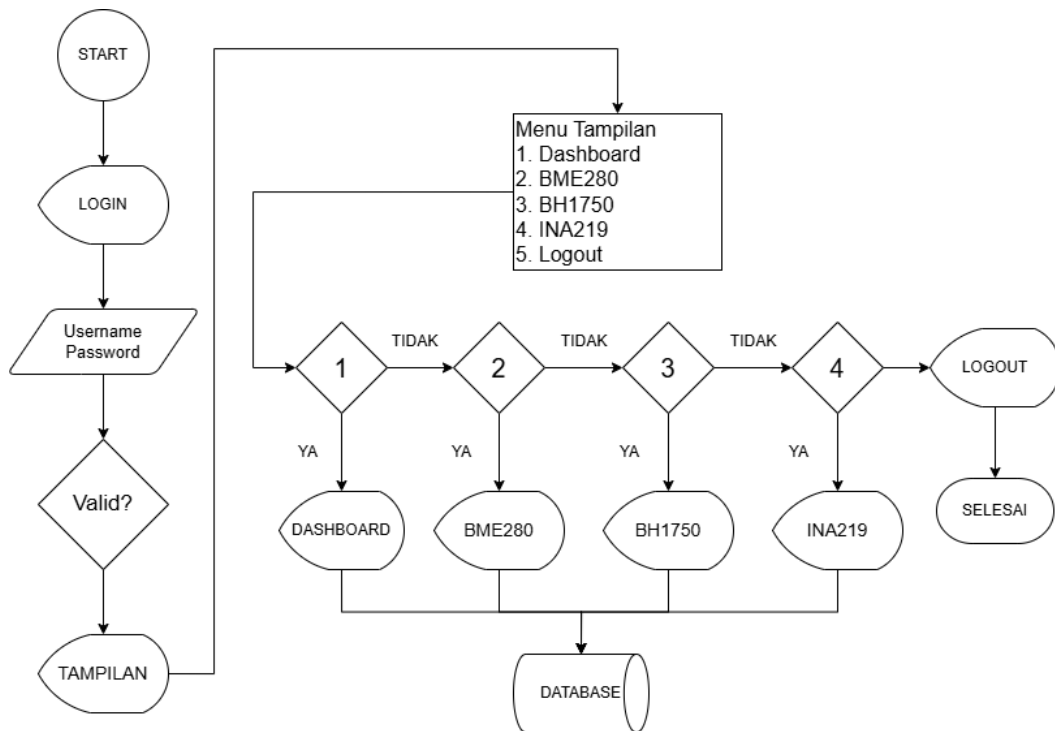 START
LOGIN
Username
Password
Valid?
TAMPILAN
Menu Tampilan
1. Dashboard
2. BME280
3. BH1750
4. INA219
5. Logout
1
TIDAK
2
TIDAK
3
TIDAK
4
LOGOUT
YA
YA
YA
YA
DASHBOARD
BME280
BH1750
INA219
SELESAI
DATABASE